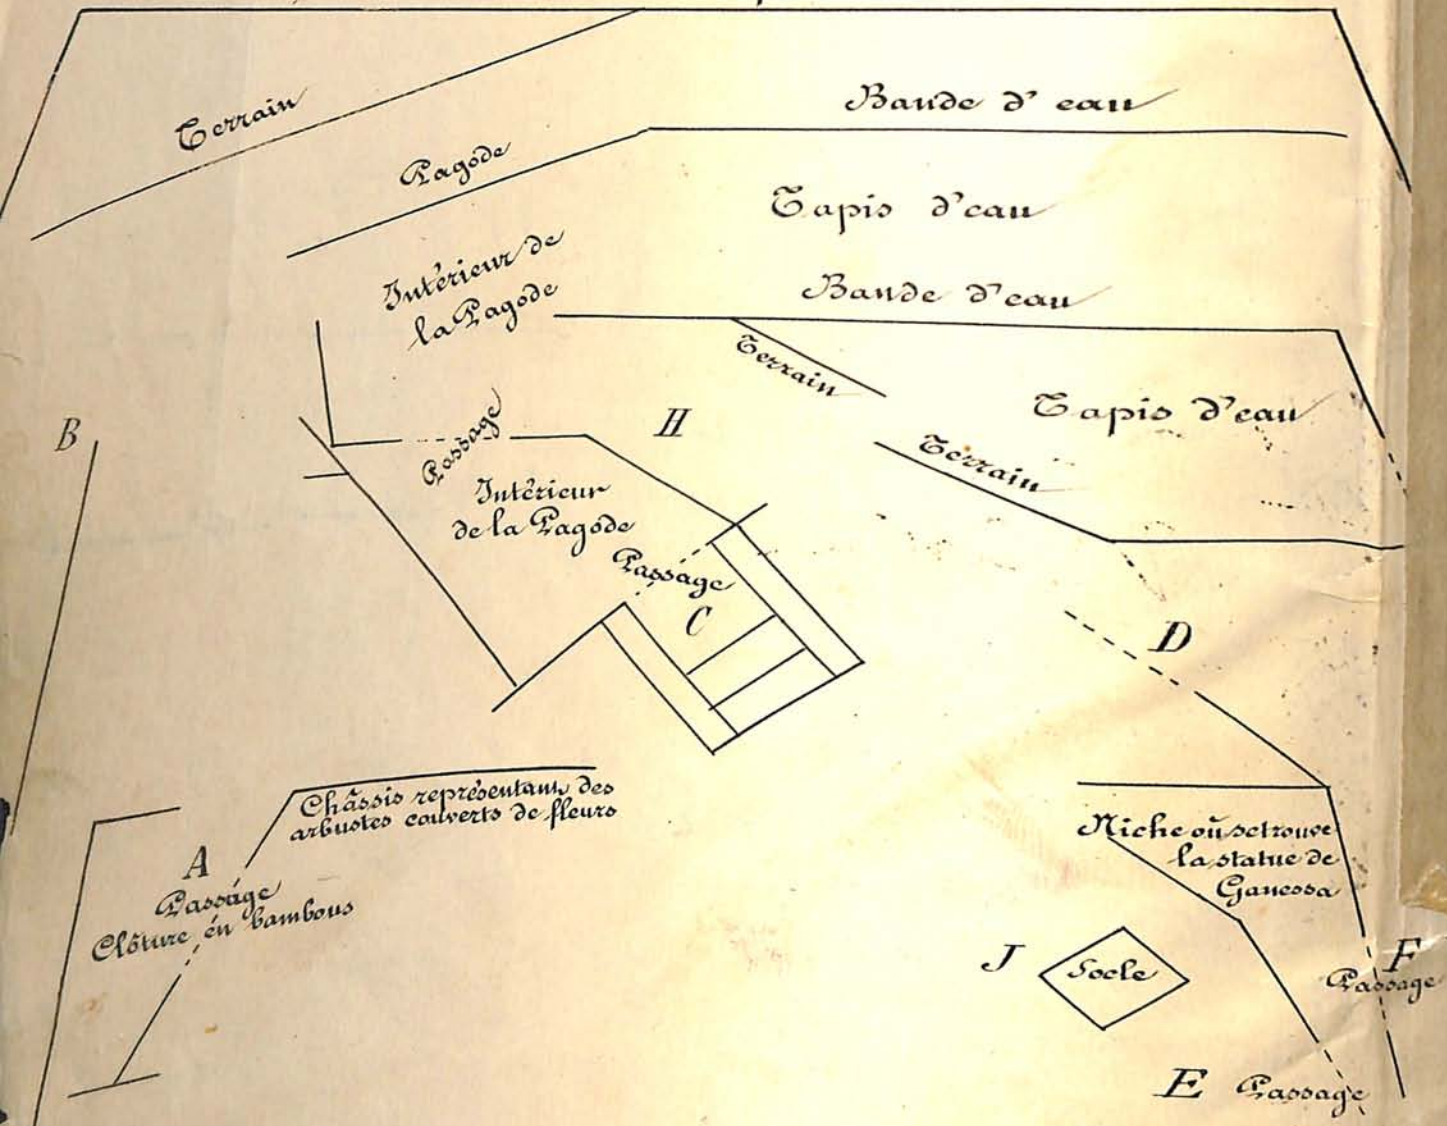 Terrain
Bande d'eau
Pagode
Tapis d'eau
Intérieur de
la Pagode
Bande d'eau
Terrain
Tapis d'eau
B
Passage
H
Terrain
Intérieur
de la Pagode
Passage
C
D
Châssis représentant des
arbustes couverts de fleurs
Niche où se trouve
la statue de
Ganessa
A
Passage
Clôture en bambous
J
Socle
F
Passage
E Passage